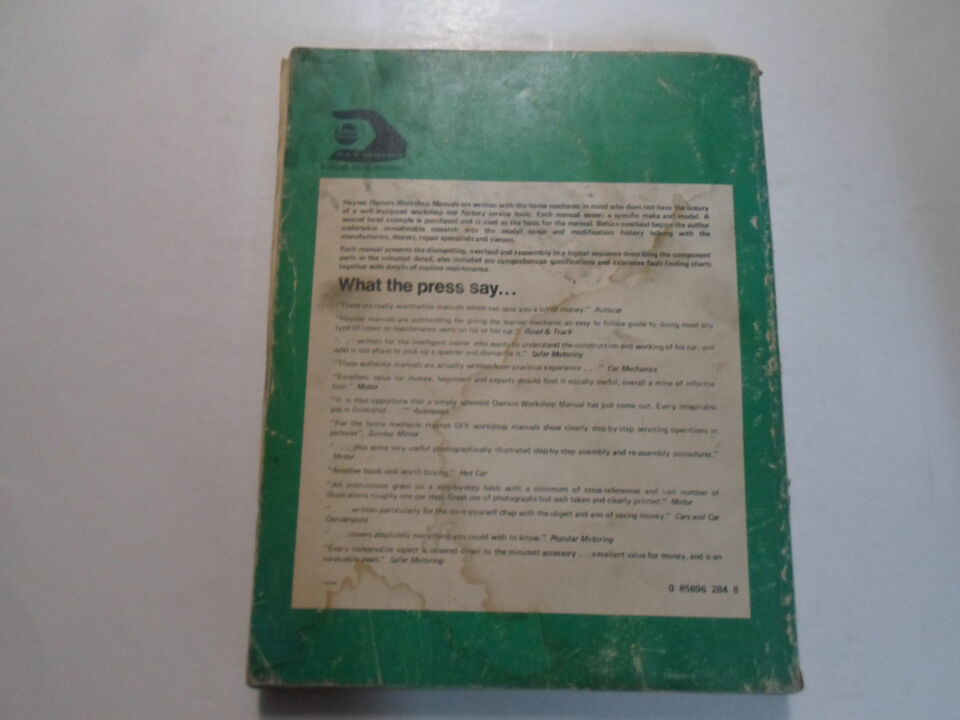 Haynes Owners Workshop Manuals are written with the home mechanic in mind who does not have the luxury
of a well equipped workshop nor factory service tools. Each manual covers a specific make and model. A
second hand example is purchased and is used as the basis for the manual. Before overhaul begins the author
undertakes considerable research into the model range and modification history talking with the
manufacturers, dealers, repair specialists and owners.
Each manual presents the dismantling, overhaul and reassembly in a logical sequence describing the component
parts in the minutest detail, also included are comprehensive specifications and extensive fault finding charts
together with details of routine maintenance.
What the press say...
"These are really worthwhile manuals which can save you a lot of money." Autocar
"Haynes manuals are outstanding for giving the learner mechanic an easy to follow guide to doing most any
type of repair or maintenance work on his or her car." Road & Track
". . . written for the intelligent owner who wants to understand the construction and working of his car, and
who is not afraid to pick up a spanner and dismantle it." Safer Motoring
"These authentic manuals are actually written from practical experience . . ." Car Mechanics
"Excellent value for money, beginners and experts should find it equally useful, overall a mine of informa
tion." Motor
"It is thus opportune that a simply splendid Owners Workshop Manual has just come out. Every imaginable
job is illustrated . . ." Autosport
"For the home mechanic Haynes DIY workshop manuals show clearly step-by-step servicing operations in
pictures". Sunday Mirror
". . . plus some very useful photographically illustrated step-by-step assembly and re-assembly procedures."
Motor
"Another book well worth buying." Hot Car
"All instructions given on a step-by-step basis with a minimum of cross-references and vast number of
illustrations roughly one per step. Great use of photographs but well taken and clearly printed." Motor
". . . written particularly for the do-it-yourself chap with the object and aim of saving money." Cars and Car
Conversions
". . . covers absolutely everything you could wish to know." Popular Motoring
"Every conceivable aspect is covered down to the minutest accessory . . . excellent value for money, and is an
invaluable asset." Safer Motoring
0 85696 284 8